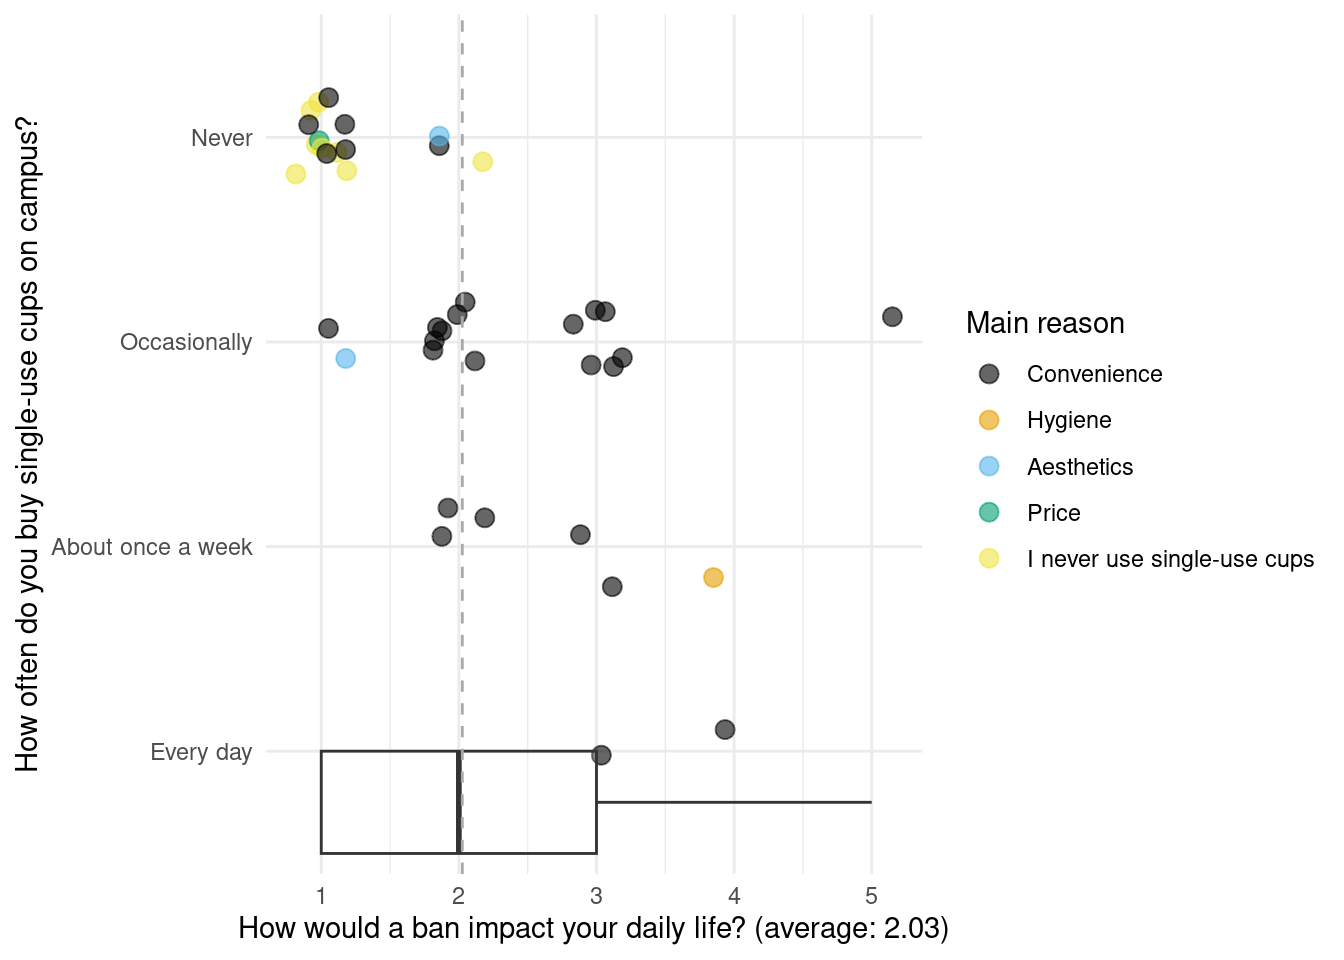 How often do you buy single-use cups on campus?
Never
Occasionally
About once a week
Every day
1 2 3 4 5
How would a ban impact your daily life? (average: 2.03)
Main reason
Convenience
Hygiene
Aesthetics
Price
I never use single-use cups